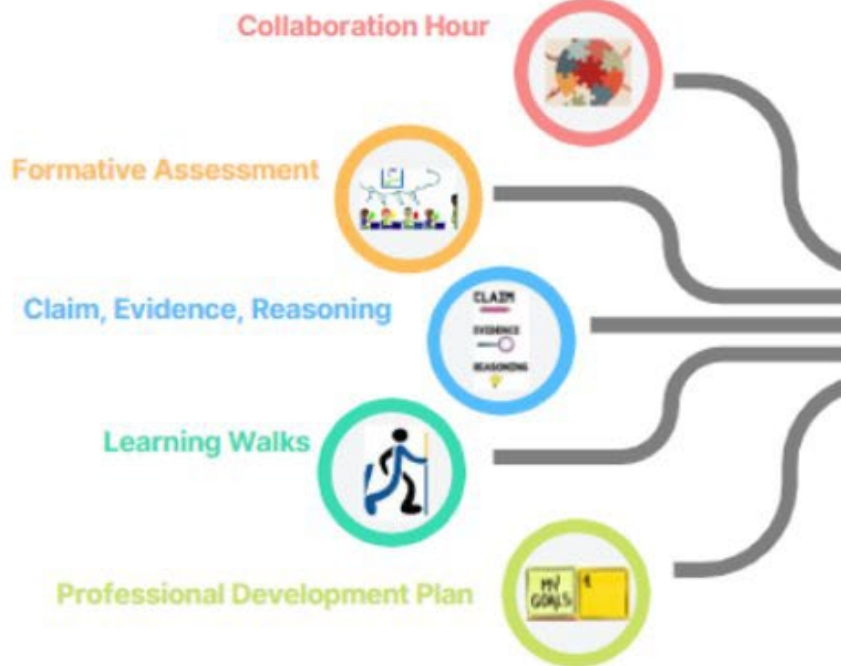 Collaboration Hour
Formative Assessment
Claim, Evidence, Reasoning
CLAIM
EVIDENCE
REASONING
Learning Walks
Professional Development Plan
MY
GOALS